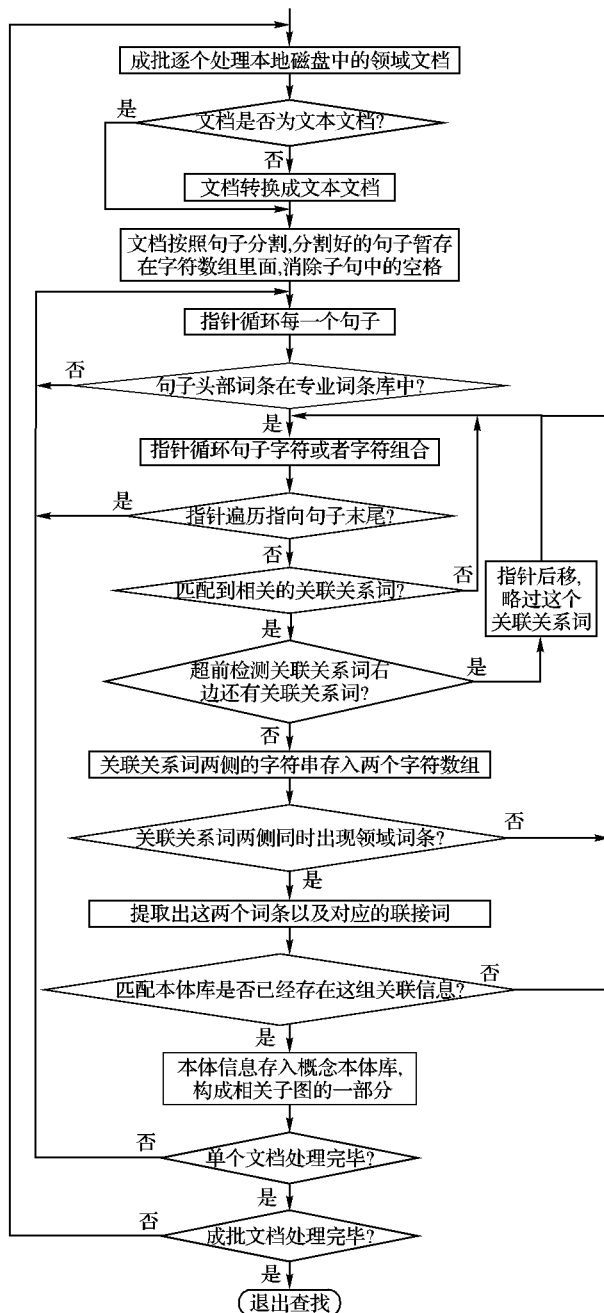 成批逐个处理本地磁盘中的领域文档
是
文档是否为文本文档?
否
文档转换成文本文档
文档按照句子分割,分割好的句子暂存
在字符数组里面,消除子句中的空格
指针循环每一个句子
否
句子头部词条在专业词条库中?
是
指针循环句子字符或者字符组合
是
指针遍历指向句子末尾?
否
匹配到相关的关联关系词?
否
指针后移,
略过这个
关联关系词
是
超前检测关联关系词右
边还有关联关系词?
是
否
关联关系词两侧的字符串存入两个字符数组
关联关系词两侧同时出现领域词条?
否
是
提取出这两个词条以及对应的联接词
匹配本体库是否已经存在这组关联信息?
否
是
本体信息存入概念本体库,
构成相关子图的一部分
否
单个文档处理完毕?
是
否
成批文档处理完毕?
是
退出查找